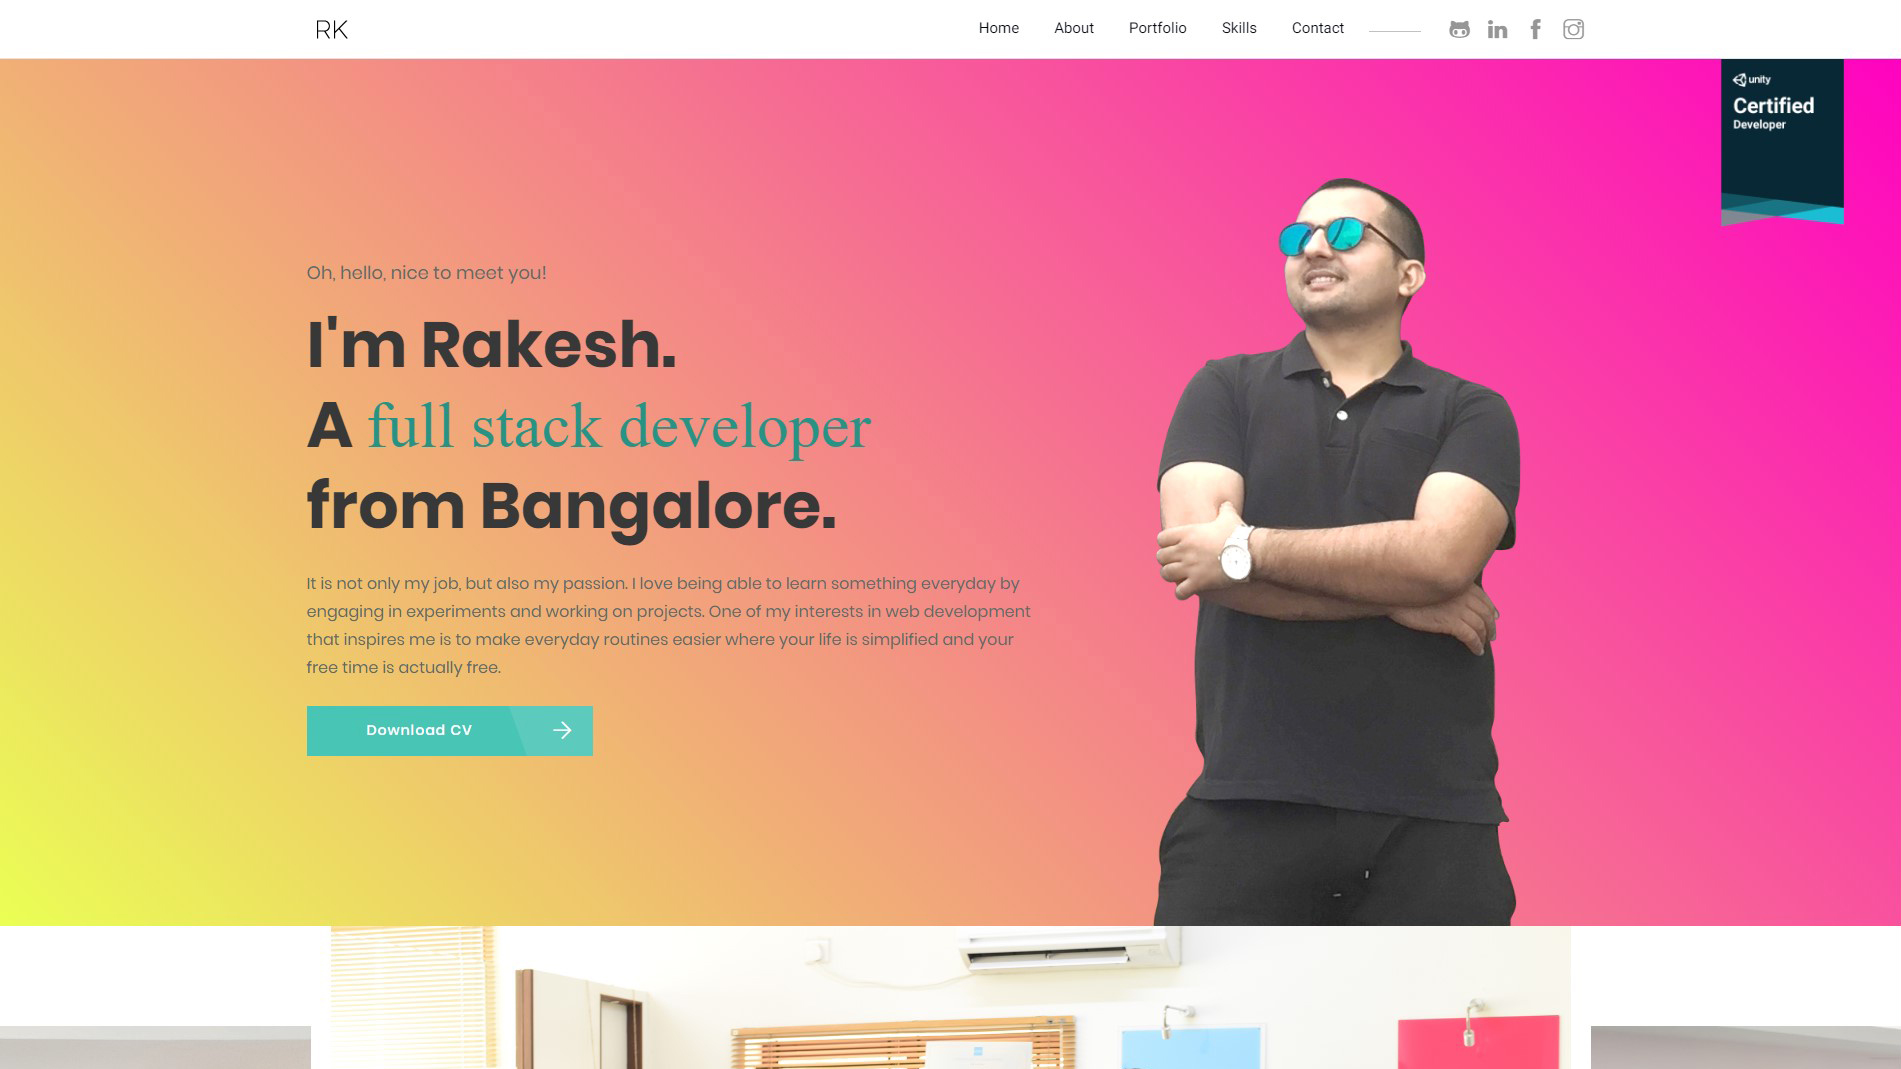 RK
Home
About
Portfolio
Skills
Contact
unity
Certified
Developer
Oh, hello, nice to meet you!
I'm Rakesh.
A full stack developer
from Bangalore.
It is not only my job, but also my passion. I love being able to learn something everyday by
engaging in experiments and working on projects. One of my interests in web development
that inspires me is to make everyday routines easier where your life is simplified and your
free time is actually free.
Download CV